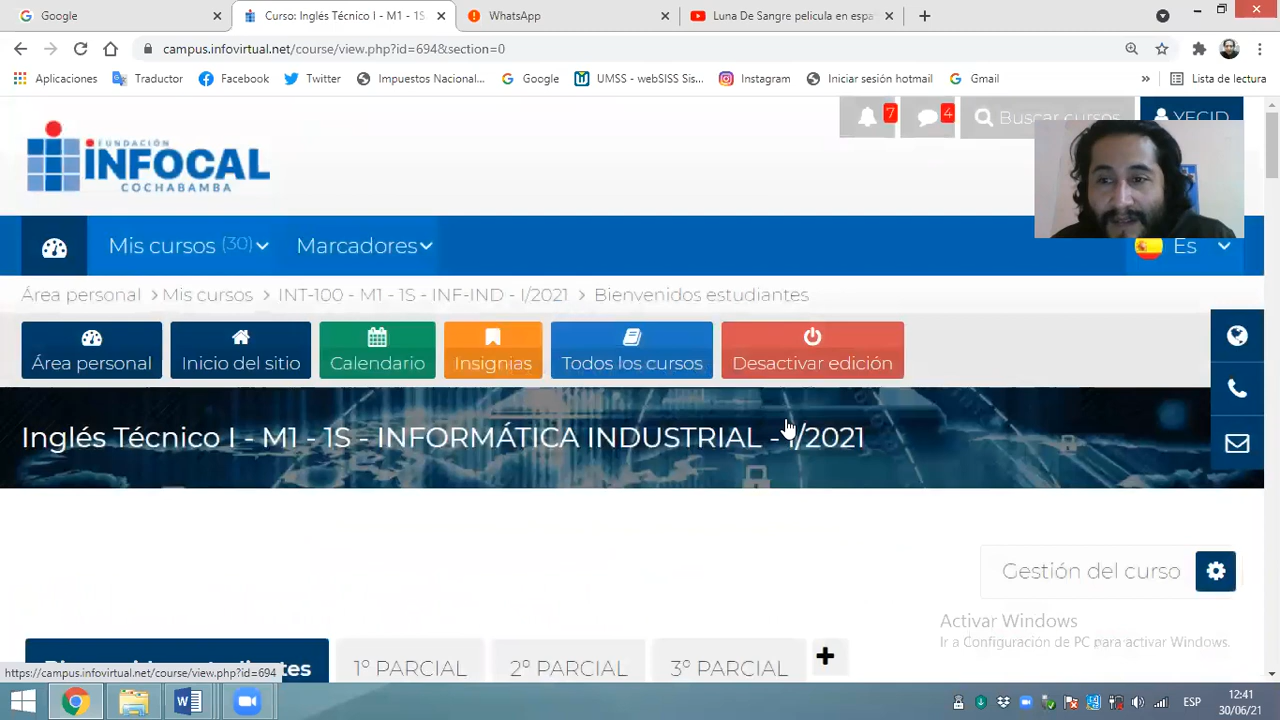 Google
Curso: Inglés Técnico I - M1 - 1S
WhatsApp
Luna De Sangre pelicula en espa
campus.infovirtual.net/course/view.php?id=694&section=0
Aplicaciones
Traductor
Facebook
Twitter
Impuestos Nacional...
Google
UMSS - webSISS Sis...
Instagram
Iniciar sesión hotmail
Gmail
»
Lista de lectura
FUNDACIÓN
INFOCAL
COCHABAMBA
7
4
Buscar cursos
YECID
Mis cursos (30)
Marcadores
Es
Área personal > Mis cursos > INT-100 - M1 - 1S - INF-IND - I/2021 > Bienvenidos estudiantes
Área personal
Inicio del sitio
Calendario
Insignias
Todos los cursos
Desactivar edición
Inglés Técnico I - M1 - 1S - INFORMÁTICA INDUSTRIAL - I/2021
Gestión del curso
Activar Windows
Ir a Configuración de PC para activar Windows.
Bienvenidos estudiantes
1º PARCIAL
2º PARCIAL
3º PARCIAL
+
https://campus.infovirtual.net/course/view.php?id=694
ESP
12:41
30/06/21